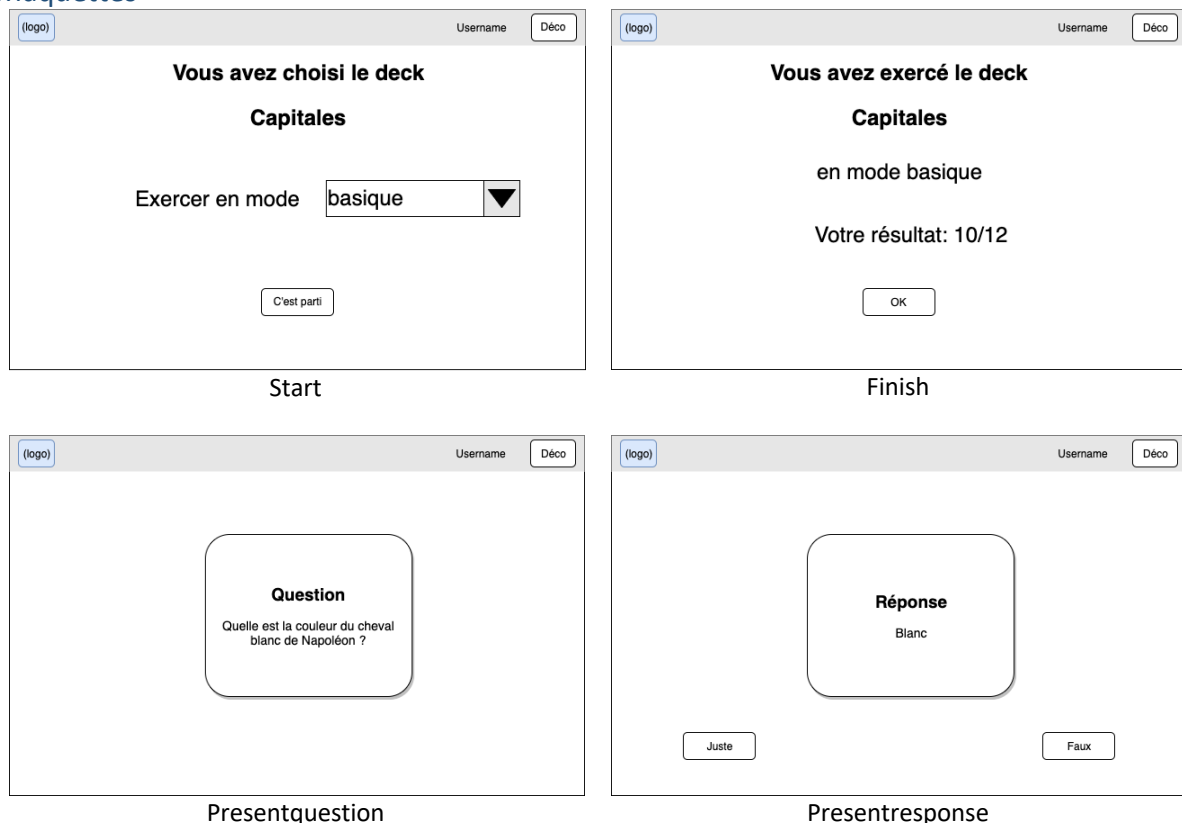 maquettes
(logo) Username Déco
Vous avez choisi le deck
Capitales
Exercer en mode basique
C'est parti
Start
(logo) Username Déco
Vous avez exercé le deck
Capitales
en mode basique
Votre résultat: 10/12
OK
Finish
(logo) Username Déco
Question
Quelle est la couleur du cheval
blanc de Napoléon ?
Presentquestion
(logo) Username Déco
Réponse
Blanc
Juste Faux
Presentresponse